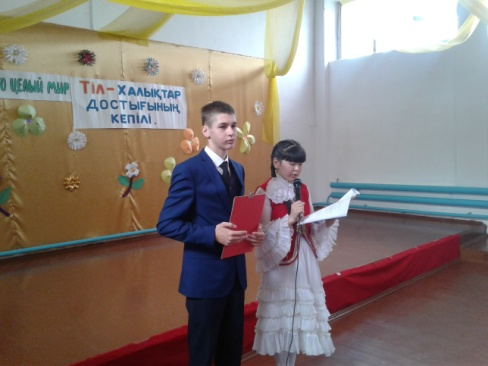 Ю ЦЕЛЫЙ МИР
ТІЛ- ХАЛЫҚТАР
ДОСТЫҒЫНЫҢ
КЕПІЛІ.